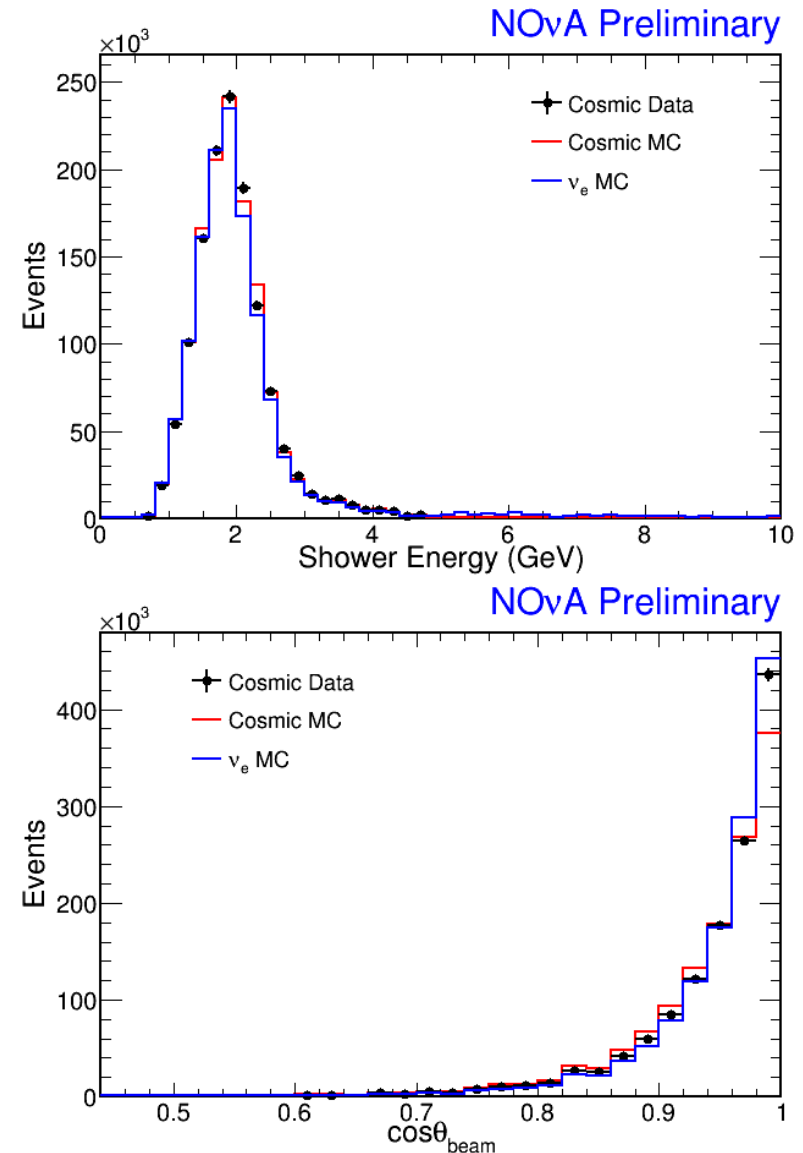 NOνA Preliminary
×10³
250
200
150
100
50
0
Events
Cosmic Data
Cosmic MC
νₑ MC
0 2 4 6 8 10
Shower Energy (GeV)
NOνA Preliminary
×10³
400
300
200
100
0
Events
Cosmic Data
Cosmic MC
νₑ MC
0.5 0.6 0.7 0.8 0.9 1
cosθ_beam